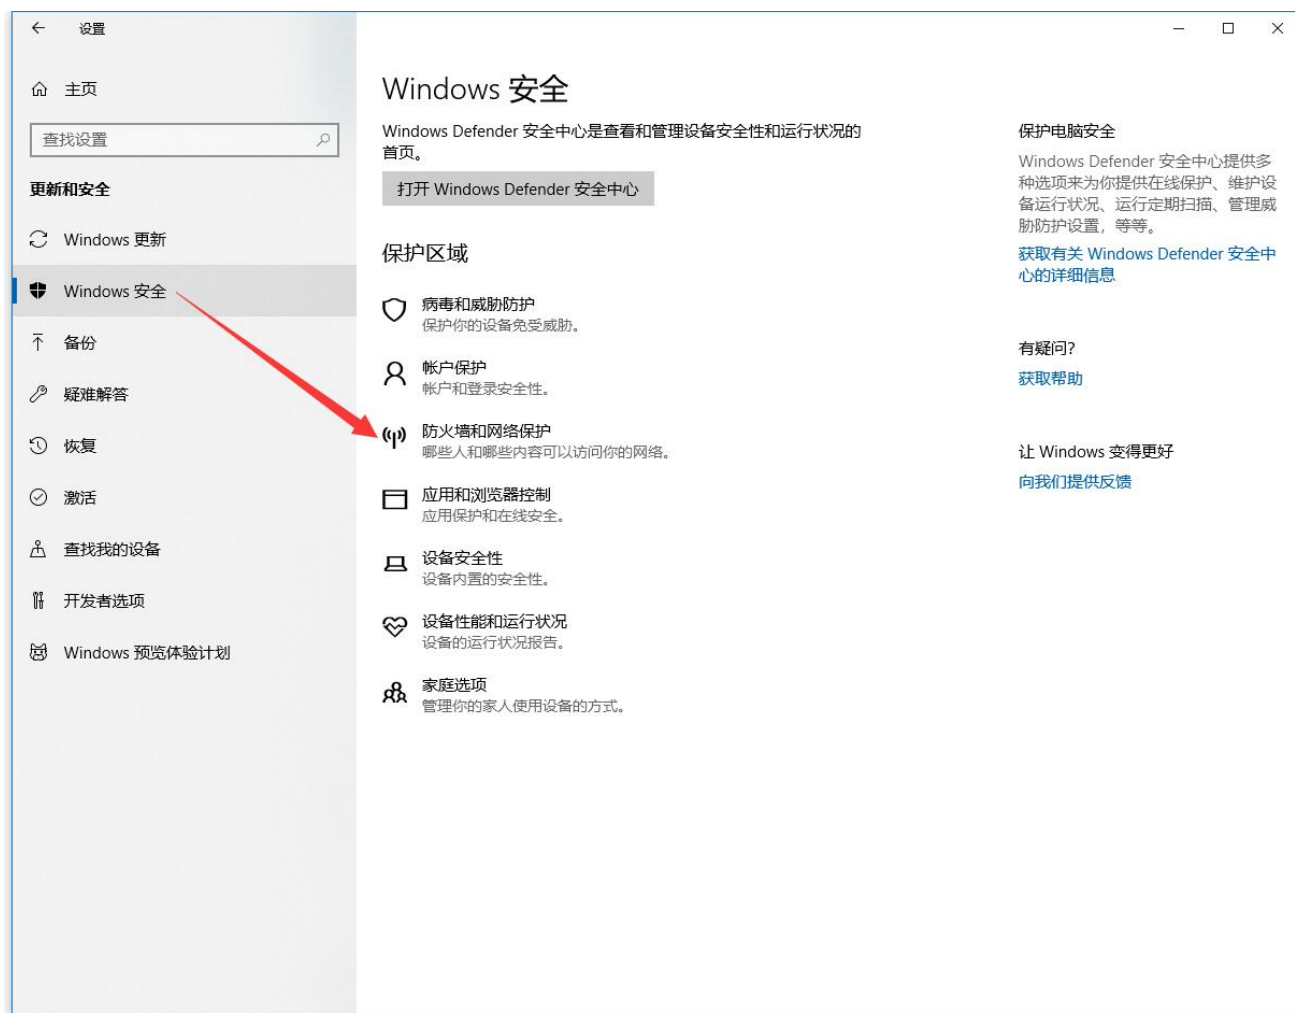 设置
主页
查找设置
更新和安全
Windows 更新
Windows 安全
备份
疑难解答
恢复
激活
查找我的设备
开发者选项
Windows 预览体验计划
Windows 安全
Windows Defender 安全中心是查看和管理设备安全性和运行状况的
首页。
打开 Windows Defender 安全中心
保护区域
病毒和威胁防护
保护你的设备免受威胁。
帐户保护
帐户和登录安全性。
防火墙和网络保护
哪些人和哪些内容可以访问你的网络。
应用和浏览器控制
应用保护和在线安全。
设备安全性
设备内置的安全性。
设备性能和运行状况
设备的运行状况报告。
家庭选项
管理你的家人使用设备的方式。
保护电脑安全
Windows Defender 安全中心提供多
种选项来为你提供在线保护、维护设
备运行状况、运行定期扫描、管理威
胁防护设置，等等。
获取有关 Windows Defender 安全中
心的详细信息
有疑问?
获取帮助
让 Windows 变得更好
向我们提供反馈